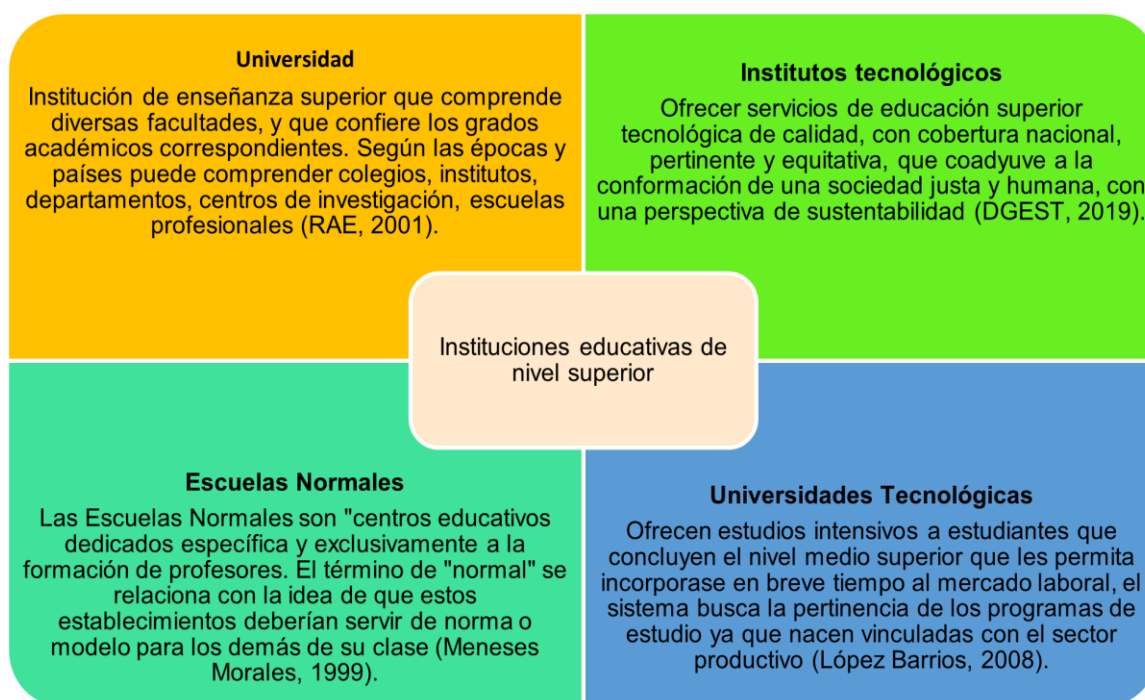 Universidad
Institución de enseñanza superior que comprende
diversas facultades, y que confiere los grados
académicos correspondientes. Según las épocas y
países puede comprender colegios, institutos,
departamentos, centros de investigación, escuelas
profesionales (RAE, 2001).
Institutos tecnológicos
Ofrecer servicios de educación superior
tecnológica de calidad, con cobertura nacional,
pertinente y equitativa, que coadyuve a la
conformación de una sociedad justa y humana, con
una perspectiva de sustentabilidad (DGEST, 2019).
Instituciones educativas de
nivel superior
Escuelas Normales
Las Escuelas Normales son "centros educativos
dedicados específica y exclusivamente a la
formación de profesores. El término de "normal" se
relaciona con la idea de que estos
establecimientos deberían servir de norma o
modelo para los demás de su clase (Meneses
Morales, 1999).
Universidades Tecnológicas
Ofrecen estudios intensivos a estudiantes que
concluyen el nivel medio superior que les permita
incorporase en breve tiempo al mercado laboral, el
sistema busca la pertinencia de los programas de
estudio ya que nacen vinculadas con el sector
productivo (López Barrios, 2008).